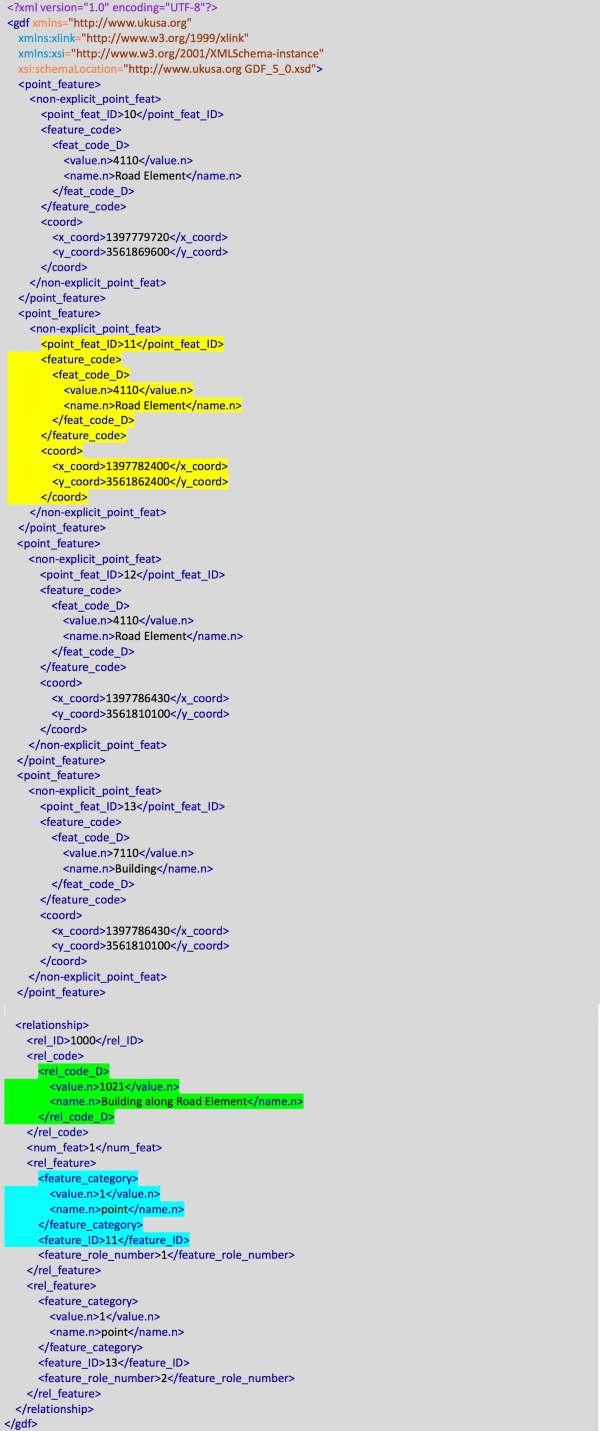 <?xml version="1.0" encoding="UTF-8"?>
<gdf xmlns="http://www.ukusa.org"
xmlns:xlink="http://www.w3.org/1999/xlink"
xmlns:xsi="http://www.w3.org/2001/XMLSchema-instance"
xsi:schemaLocation="http://www.ukusa.org GDF_5_0.xsd">
<point_feature>
<non-explicit_point_feat>
<point_feat_ID>10</point_feat_ID>
<feature_code>
<feat_code_D>
<value.n>4110</value.n>
<name.n>Road Element</name.n>
</feat_code_D>
</feature_code>
<coord>
<x_coord>1397779720</x_coord>
<y_coord>3561869600</y_coord>
</coord>
</non-explicit_point_feat>
</point_feature>
<point_feature>
<non-explicit_point_feat>
<point_feat_ID>11</point_feat_ID>
<feature_code>
<feat_code_D>
<value.n>4110</value.n>
<name.n>Road Element</name.n>
</feat_code_D>
</feature_code>
<coord>
<x_coord>1397782400</x_coord>
<y_coord>3561862400</y_coord>
</coord>
</non-explicit_point_feat>
</point_feature>
<point_feature>
<non-explicit_point_feat>
<point_feat_ID>12</point_feat_ID>
<feature_code>
<feat_code_D>
<value.n>4110</value.n>
<name.n>Road Element</name.n>
</feat_code_D>
</feature_code>
<coord>
<x_coord>1397786430</x_coord>
<y_coord>3561810100</y_coord>
</coord>
</non-explicit_point_feat>
</point_feature>
<point_feature>
<non-explicit_point_feat>
<point_feat_ID>13</point_feat_ID>
<feature_code>
<feat_code_D>
<value.n>7110</value.n>
<name.n>Building</name.n>
</feat_code_D>
</feature_code>
<coord>
<x_coord>1397786430</x_coord>
<y_coord>3561810100</y_coord>
</coord>
</non-explicit_point_feat>
</point_feature>
<relationship>
<rel_ID>1000</rel_ID>
<rel_code>
<rel_code_D>
<value.n>1021</value.n>
<name.n>Building along Road Element</name.n>
</rel_code_D>
</rel_code>
<num_feat>1</num_feat>
<rel_feature>
<feature_category>
<value.n>1</value.n>
<name.n>point</name.n>
</feature_category>
<feature_ID>11</feature_ID>
<feature_role_number>1</feature_role_number>
</rel_feature>
<rel_feature>
<feature_category>
<value.n>1</value.n>
<name.n>point</name.n>
</feature_category>
<feature_ID>13</feature_ID>
<feature_role_number>2</feature_role_number>
</rel_feature>
</relationship>
</gdf>